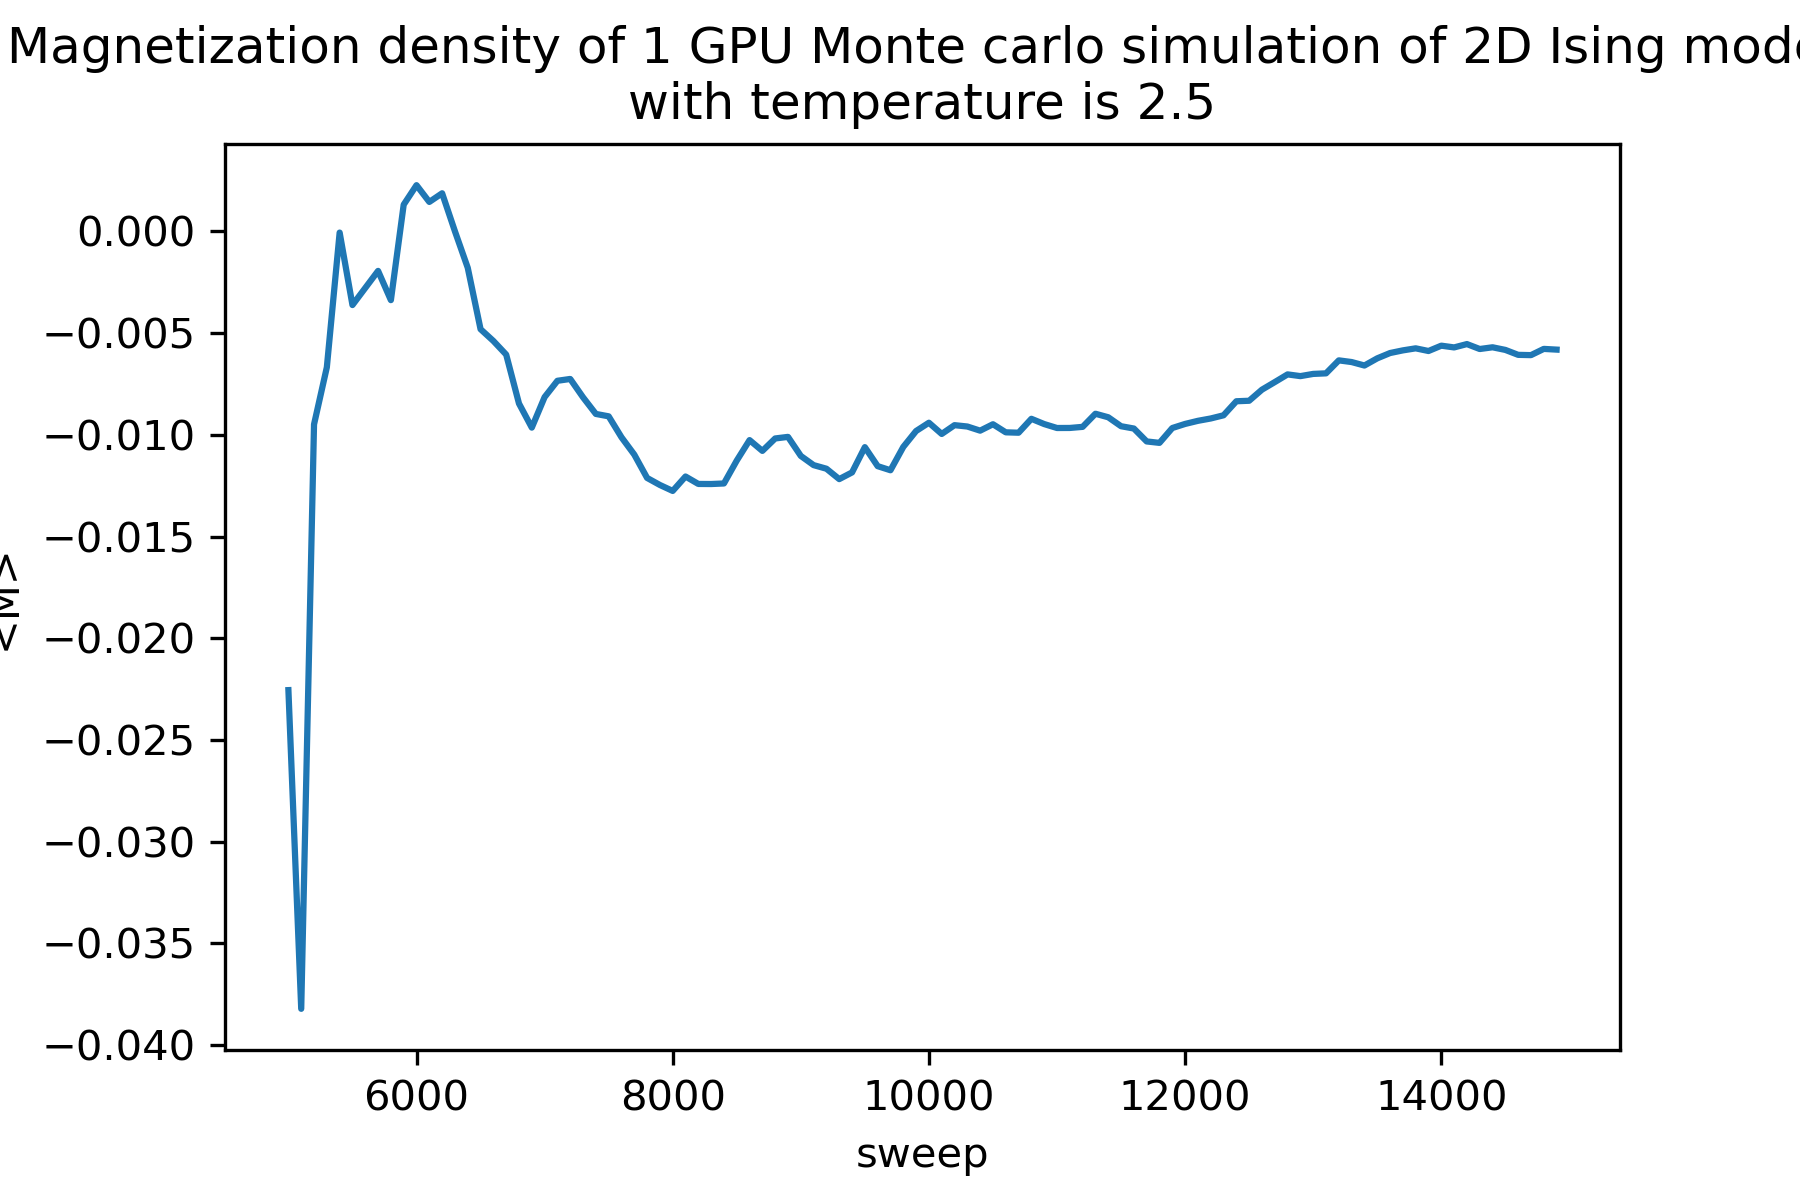 Magnetization density of 1 GPU Monte carlo simulation of 2D Ising
with temperature is 2.5
0.000
−0.005
−0.010
−0.015
−0.020
−0.025
−0.030
−0.035
−0.040
<M>
6000 8000 10000 12000 14000
sweep